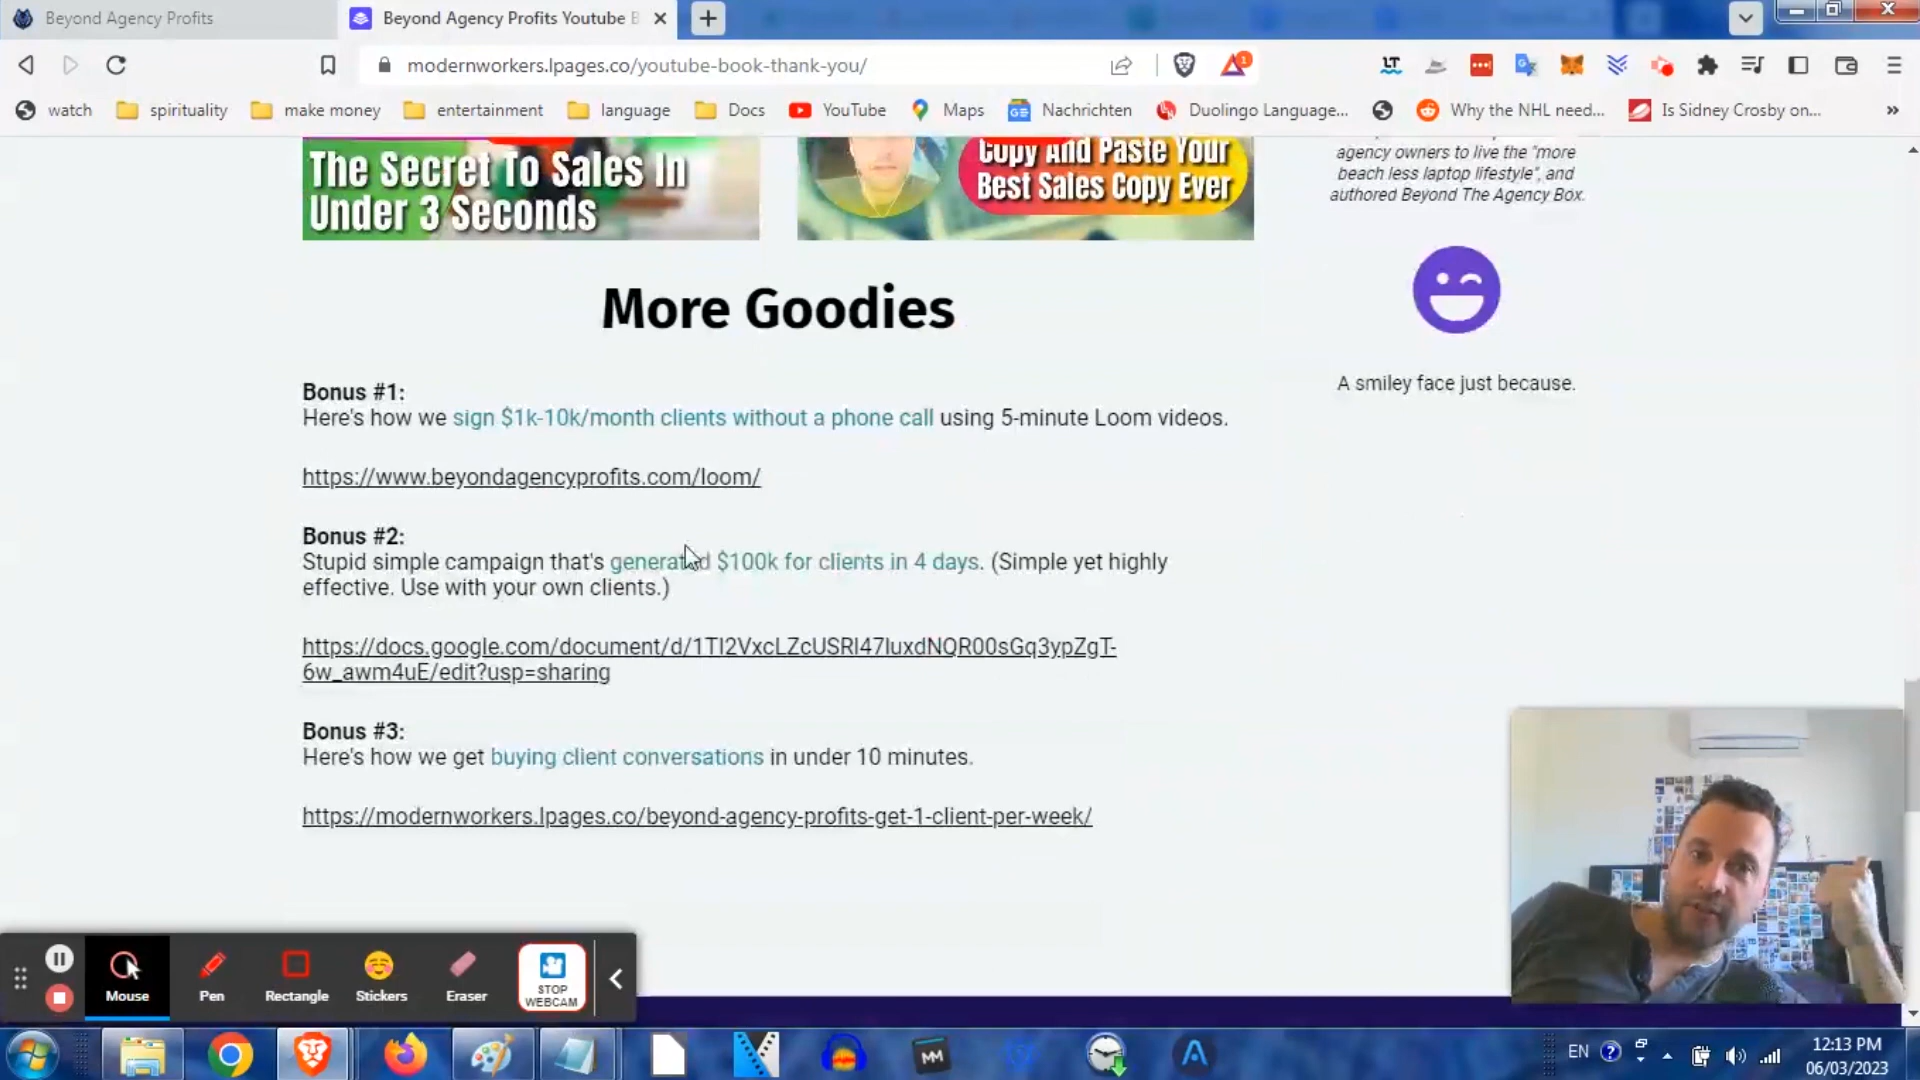 Beyond Agency Profits
Beyond Agency Profits Youtube B
modernworkers.lpages.co/youtube-book-thank-you/
1
watch
spirituality
make money
entertainment
language
Docs
YouTube
Maps
Nachrichten
Duolingo Language...
Why the NHL need...
Is Sidney Crosby on...
»
The Secret To Sales In
Under 3 Seconds
Copy And Paste Your
Best Sales Copy Ever
agency owners to live the "more
beach less laptop lifestyle", and
authored Beyond The Agency Box.
More Goodies
A smiley face just because.
Bonus #1:
Here's how we sign $1k-10k/month clients without a phone call using 5-minute Loom videos.
https://www.beyondagencyprofits.com/loom/
Bonus #2:
Stupid simple campaign that's generated $100k for clients in 4 days. (Simple yet highly
effective. Use with your own clients.)
https://docs.google.com/document/d/1TI2VxcLZcUSRI47IuxdNQR00sGq3ypZgT-
6w_awm4uE/edit?usp=sharing
Bonus #3:
Here's how we get buying client conversations in under 10 minutes.
https://modernworkers.lpages.co/beyond-agency-profits-get-1-client-per-week/
Mouse
Pen
Rectangle
Stickers
Eraser
STOP
WEBCAM
EN
12:13 PM
06/03/2023